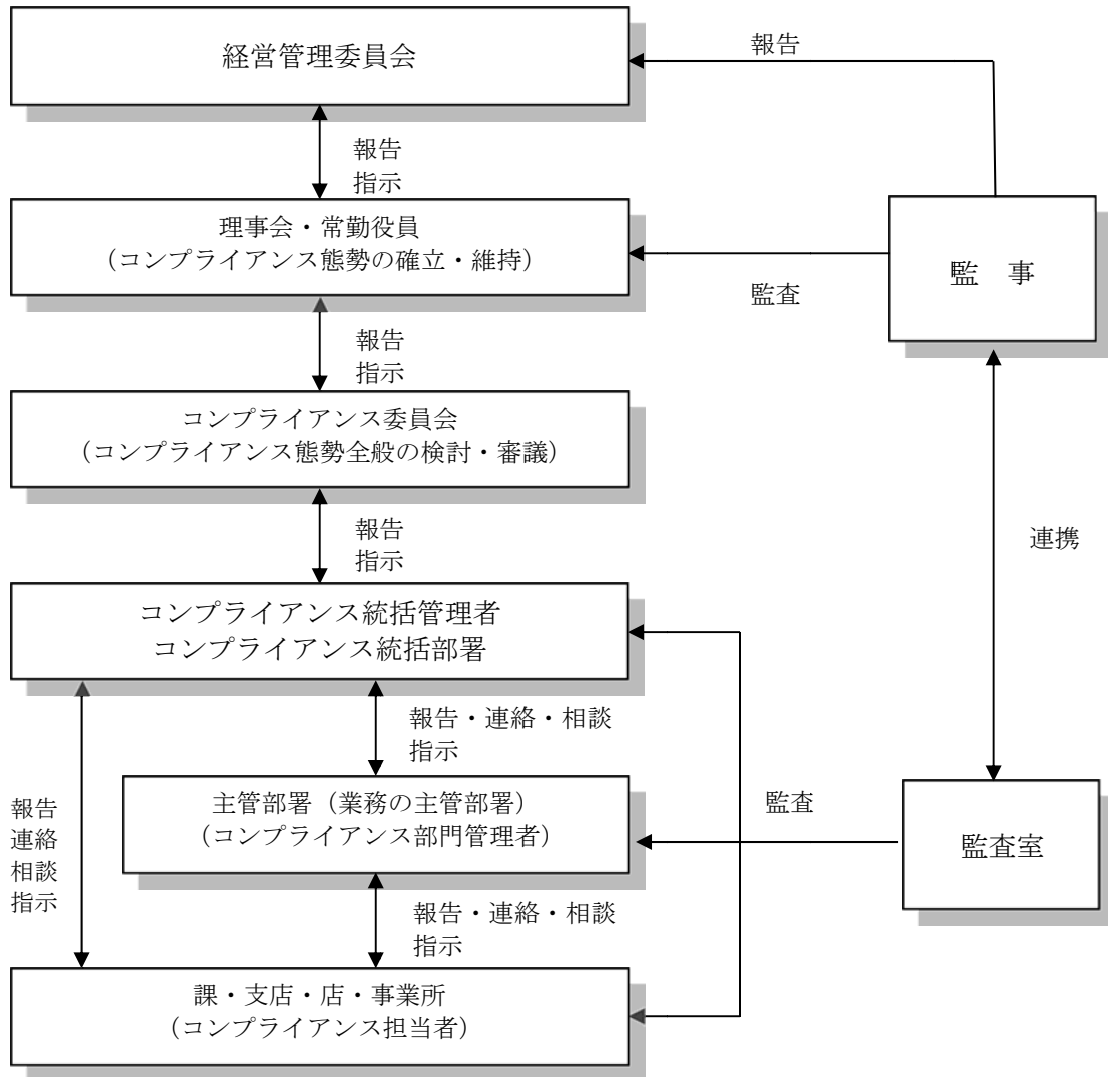 経営管理委員会
報告
報告
指示
理事会・常勤役員
（コンプライアンス態勢の確立・維持）
監査
監　事
報告
指示
コンプライアンス委員会
（コンプライアンス態勢全般の検討・審議）
報告
指示
連携
コンプライアンス統括管理者
コンプライアンス統括部署
報告・連絡・相談
指示
報告
連絡
相談
指示
主管部署（業務の主管部署）
（コンプライアンス部門管理者）
監査
監査室
報告・連絡・相談
指示
課・支店・店・事業所
（コンプライアンス担当者）